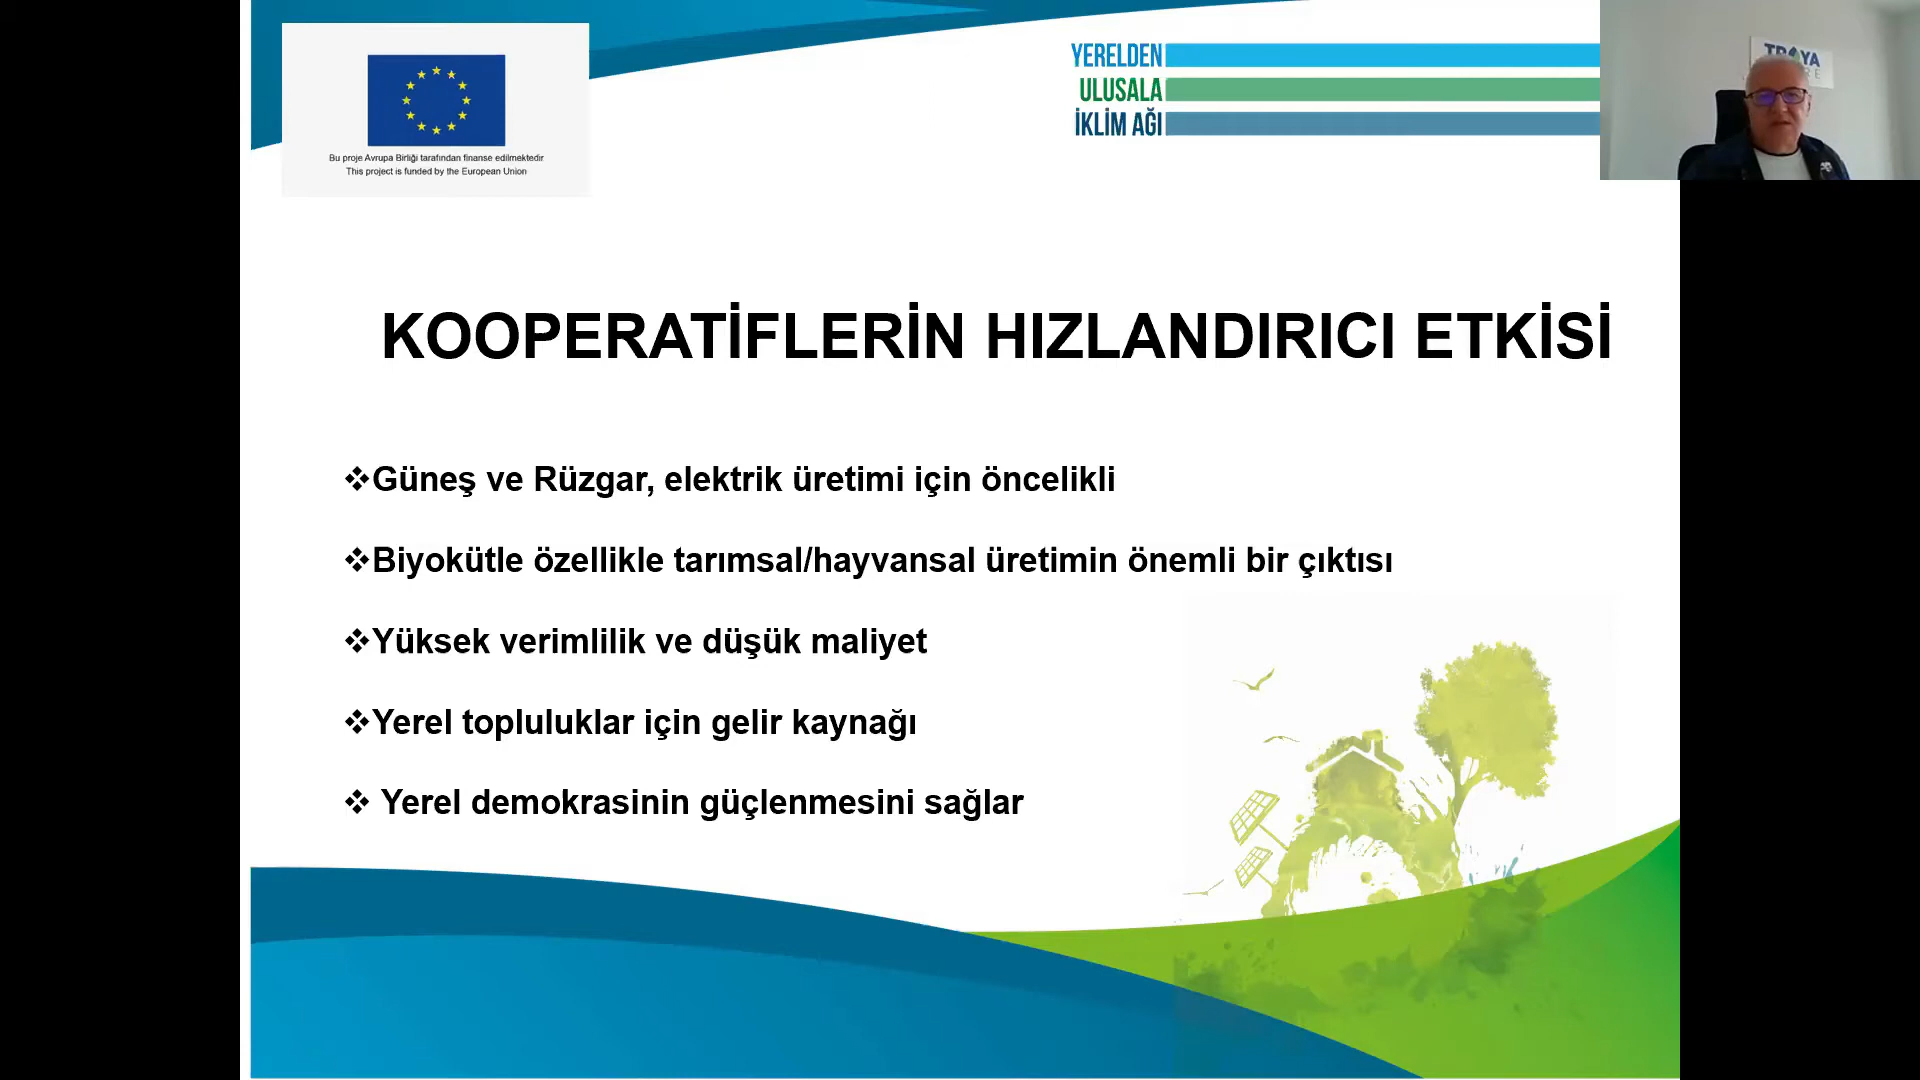 Bu proje Avrupa Birliği tarafından finanse edilmektedir
This project is funded by the European Union
YERELDEN
ULUSALA
İKLİM AĞI
KOOPERATİFLERİN HIZLANDIRICI ETKİSİ
❖Güneş ve Rüzgar, elektrik üretimi için öncelikli
❖Biyokütle özellikle tarımsal/hayvansal üretimin önemli bir çıktısı
❖Yüksek verimlilik ve düşük maliyet
❖Yerel topluluklar için gelir kaynağı
❖ Yerel demokrasinin güçlenmesini sağlar